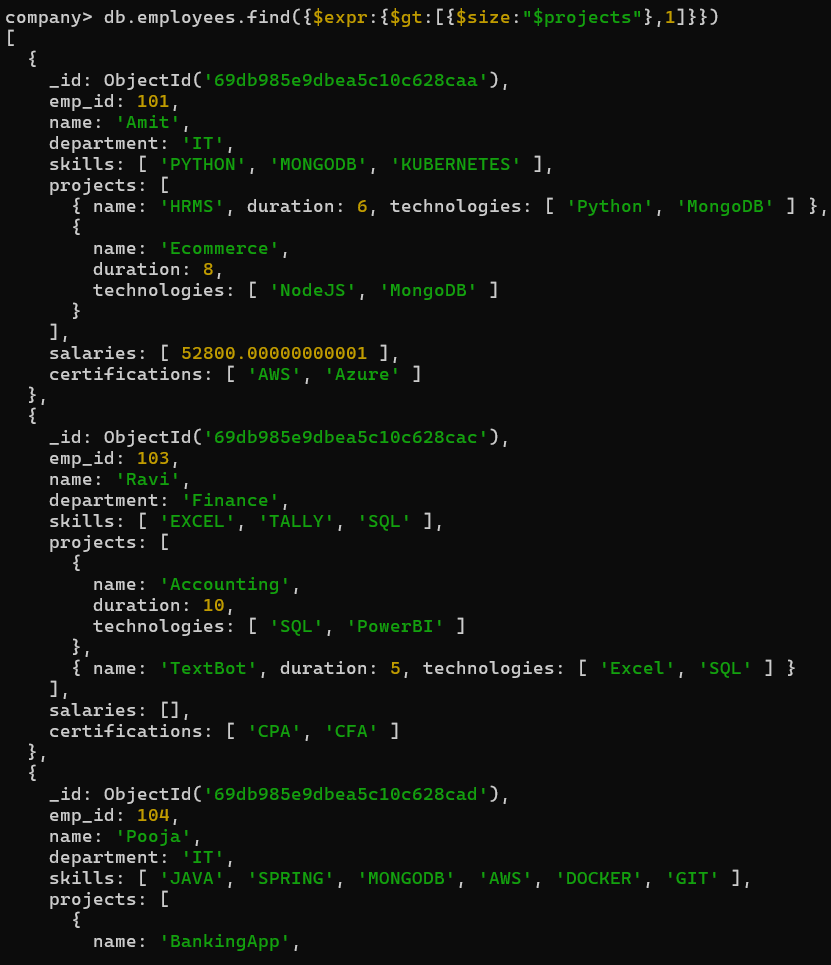 company> db.employees.find({$expr:{$gt:[{$size:"$projects"},1]}})
[
  {
    _id: ObjectId('69db985e9dbea5c10c628caa'),
    emp_id: 101,
    name: 'Amit',
    department: 'IT',
    skills: [ 'PYTHON', 'MONGODB', 'KUBERNETES' ],
    projects: [
      { name: 'HRMS', duration: 6, technologies: [ 'Python', 'MongoDB' ] },
      {
        name: 'Ecommerce',
        duration: 8,
        technologies: [ 'NodeJS', 'MongoDB' ]
      }
    ],
    salaries: [ 52800.00000000001 ],
    certifications: [ 'AWS', 'Azure' ]
  },
  {
    _id: ObjectId('69db985e9dbea5c10c628cac'),
    emp_id: 103,
    name: 'Ravi',
    department: 'Finance',
    skills: [ 'EXCEL', 'TALLY', 'SQL' ],
    projects: [
      {
        name: 'Accounting',
        duration: 10,
        technologies: [ 'SQL', 'PowerBI' ]
      },
      { name: 'TextBot', duration: 5, technologies: [ 'Excel', 'SQL' ] }
    ],
    salaries: [],
    certifications: [ 'CPA', 'CFA' ]
  },
  {
    _id: ObjectId('69db985e9dbea5c10c628cad'),
    emp_id: 104,
    name: 'Pooja',
    department: 'IT',
    skills: [ 'JAVA', 'SPRING', 'MONGODB', 'AWS', 'DOCKER', 'GIT' ],
    projects: [
      {
        name: 'BankingApp',